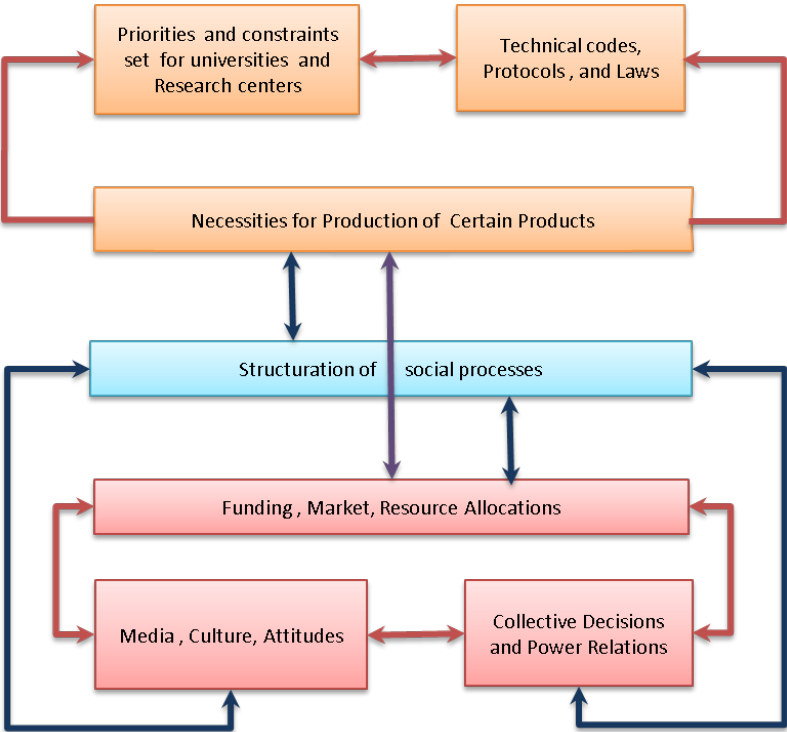 Priorities and constraints
set for universities and
Research centers
Technical codes,
Protocols , and Laws
Necessities for Production of Certain Products
Structuration of social processes
Funding , Market, Resource Allocations
Media , Culture, Attitudes
Collective Decisions
and Power Relations